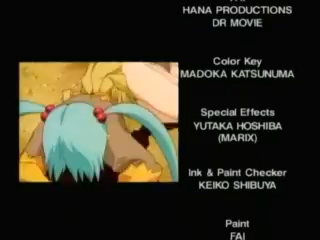 HANA PRODUCTIONS
DR MOVIE
Color Key
MADOKA KATSUNUMA
Special Effects
YUTAKA HOSHIBA
(MARIX)
Ink & Paint Checker
KEIKO SHIBUYA
Paint
FAI